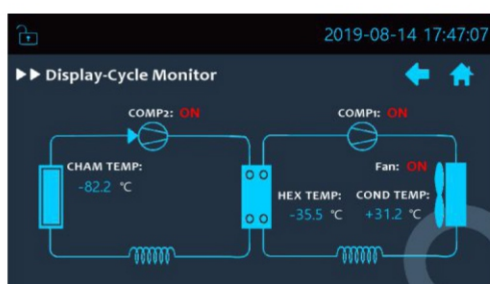 2019-08-14 17:47:07
Display-Cycle Monitor
COMP2: ON
COMP1: ON
CHAM TEMP:
-82.2 ℃
Fan: ON
HEX TEMP: COND TEMP:
-35.5 ℃ +31.2 ℃